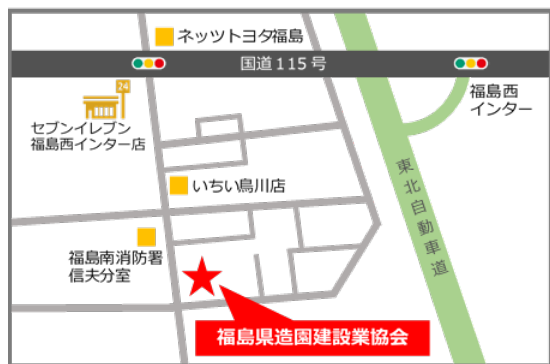 ネッツトヨタ福島
国道115号
24
福島西
インター
セブンイレブン
福島西インター店
いちい鳥川店
東北自動車道
福島南消防署
信夫分室
福島県造園建設業協会